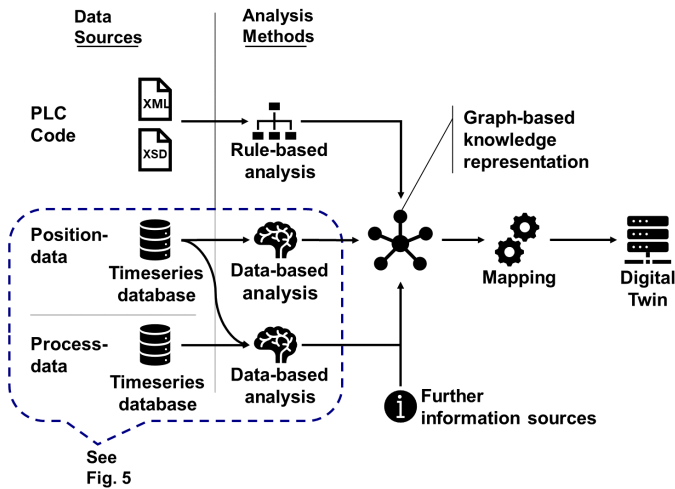 Data
Sources
Analysis
Methods
PLC
Code
XML
XSD
Rule-based
analysis
Graph-based
knowledge
representation
Position-
data
Timeseries
database
Data-based
analysis
Mapping
Digital
Twin
Process-
data
Timeseries
database
Data-based
analysis
i
Further
information sources
See
Fig. 5